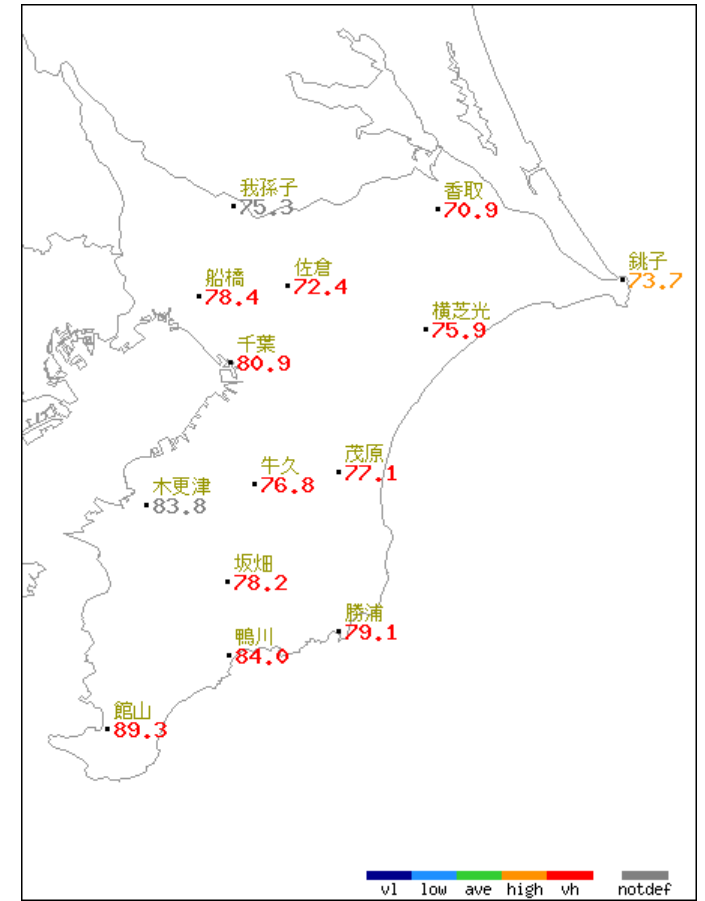 我孫子
75.3
香取
70.9
銚子
73.7
船橋
78.4
佐倉
72.4
横芝光
75.9
千葉
80.9
茂原
77.1
牛久
76.8
木更津
83.8
坂畑
78.2
勝浦
79.1
鴨川
84.0
館山
89.3
vl low ave high vh notdef